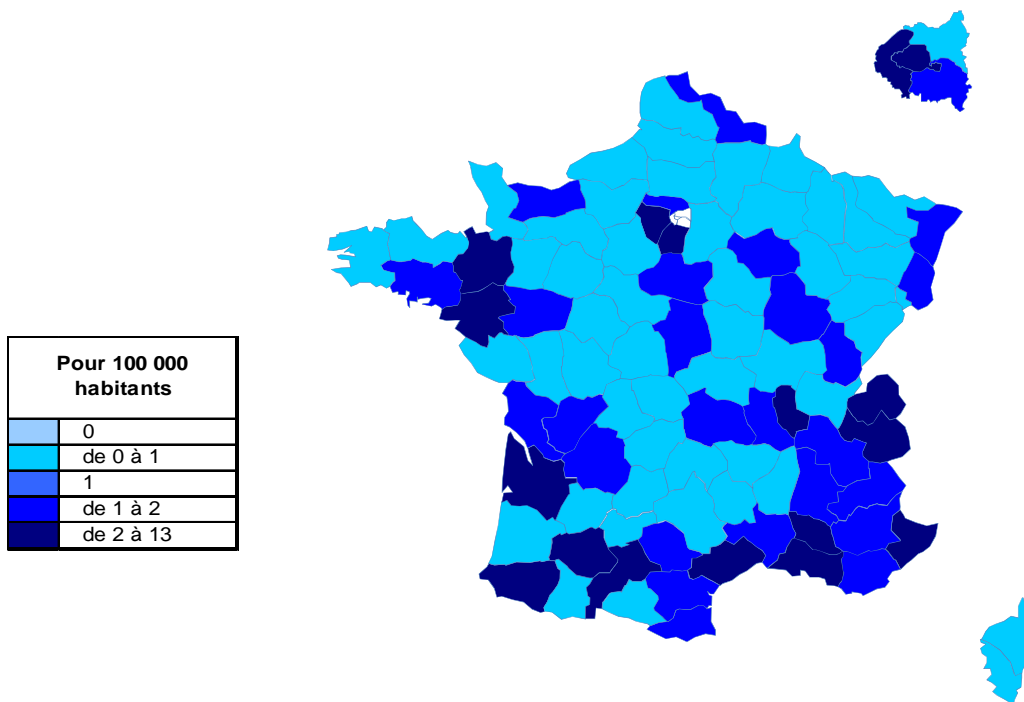 Pour 100 000
habitants
0
de 0 à 1
1
de 1 à 2
de 2 à 13